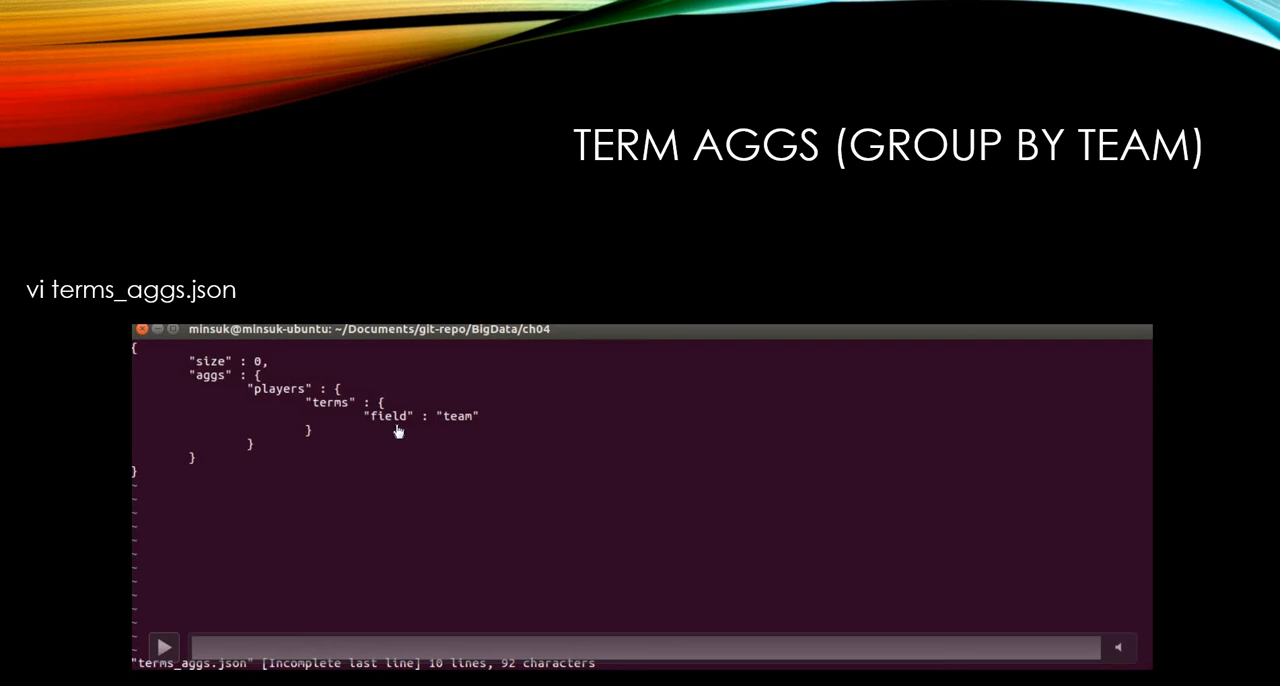 TERM AGGS (GROUP BY TEAM)
vi terms_aggs.json
minsuk@minsuk-ubuntu: ~/Documents/git-repo/BigData/ch04
{
"size" : 0,
"aggs" : {
"players" : {
"terms" : {
"field" : "team"
}
}
}
}
~
~
~
~
~
~
~
~
~
~
~
~
~
"terms_aggs.json" [Incomplete last line] 10 lines, 92 characters